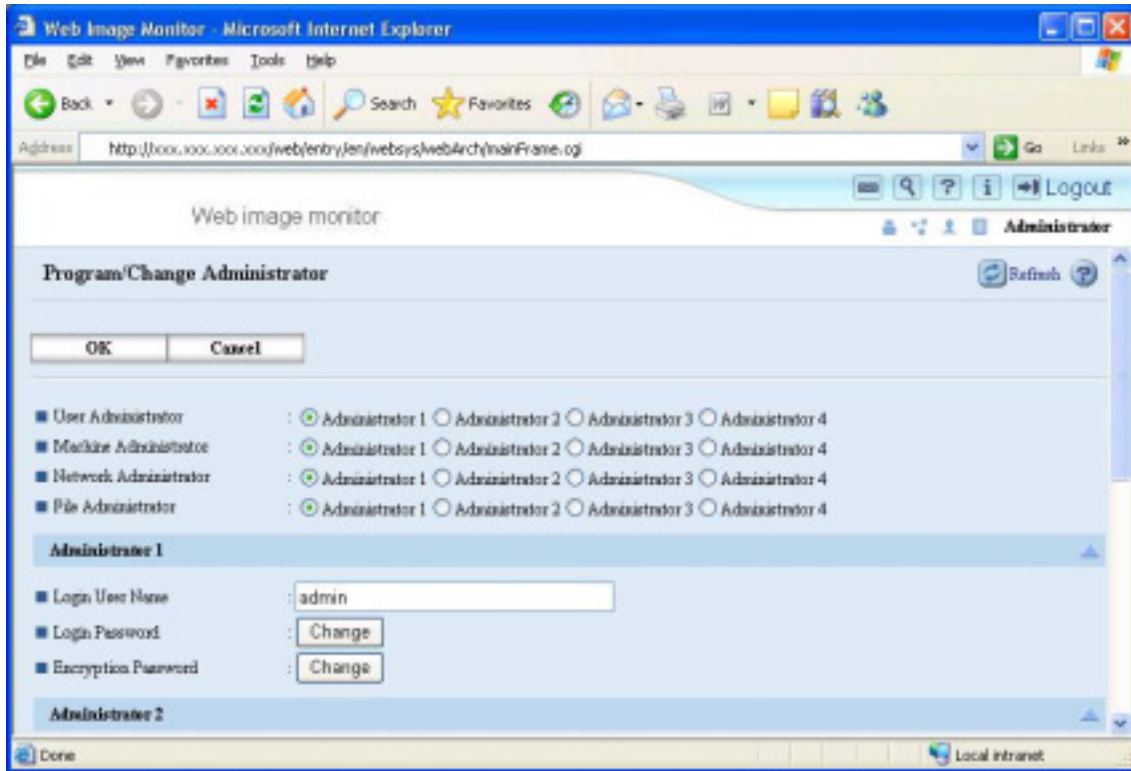 Web Image Monitor - Microsoft Internet Explorer
File Edit View Favorites Tools Help
Back Search Favorites
Address http://xxx.xxx.xxx.xxx/web/entry/en/websys/webArch/mainFrame.cgi Go Links »
? i Logout
Web image monitor
Administrator
Program/Change Administrator Refresh ?
OK Cancel
User Administrator : Administrator 1 Administrator 2 Administrator 3 Administrator 4
Machine Administrator : Administrator 1 Administrator 2 Administrator 3 Administrator 4
Network Administrator : Administrator 1 Administrator 2 Administrator 3 Administrator 4
File Administrator : Administrator 1 Administrator 2 Administrator 3 Administrator 4
Administrator 1
Login User Name : admin
Login Password : Change
Encryption Password : Change
Administrator 2
Done Local intranet